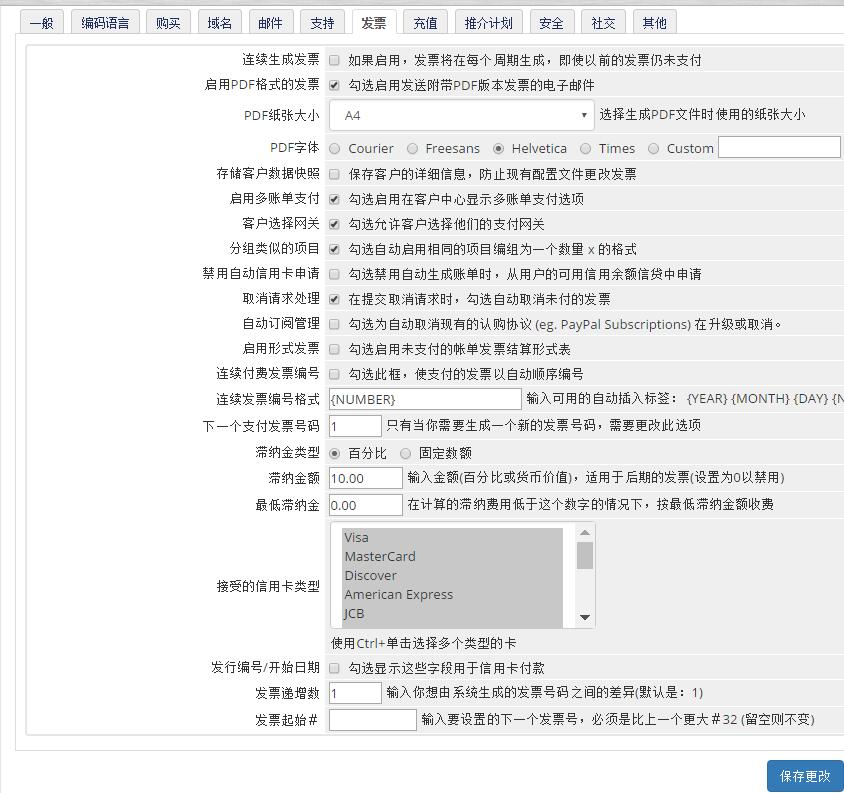 一般 编码语言 购买 域名 邮件 支持 发票 充值 推介计划 安全 社交 其他
连续生成发票 如果启用，发票将在每个周期生成，即使以前的发票仍未支付
启用PDF格式的发票 勾选启用发送附带PDF版本发票的电子邮件
PDF纸张大小 A4 选择生成PDF文件时使用的纸张大小
PDF字体 Courier Freesans Helvetica Times Custom
存储客户数据快照 保存客户的详细信息，防止现有配置文件更改发票
启用多账单支付 勾选启用在客户中心显示多账单支付选项
客户选择网关 勾选允许客户选择他们的支付网关
分组类似的项目 勾选自动启用相同的项目编组为一个数量 x 的格式
禁用自动信用卡申请 勾选禁用自动生成账单时，从用户的可用信用余额信贷中申请
取消请求处理 在提交取消请求时，勾选自动取消未付的发票
自动订阅管理 勾选为自动取消现有的认购协议 (eg. PayPal Subscriptions) 在升级或取消。
启用形式发票 勾选启用未支付的帐单发票结算形式表
连续付费发票编号 勾选此框，使支付的发票以自动顺序编号
连续发票编号格式 {NUMBER} 输入可用的自动插入标签： {YEAR} {MONTH} {DAY} {N
下一个支付发票号码 1 只有当你需要生成一个新的发票号码，需要更改此选项
滞纳金类型 百分比 固定数额
滞纳金额 10.00 输入金额(百分比或货币价值)，适用于后期的发票(设置为0以禁用)
最低滞纳金 0.00 在计算的滞纳费用低于这个数字的情况下，按最低滞纳金额收费
Visa
MasterCard
Discover
接受的信用卡类型 American Express
JCB
使用Ctrl+单击选择多个类型的卡
发行编号/开始日期 勾选显示这些字段用于信用卡付款
发票递增数 1 输入你想由系统生成的发票号码之间的差异(默认是：1)
发票起始# 输入要设置的下一个发票号，必须是比上一个更大#32 (留空则不变)
保存更改